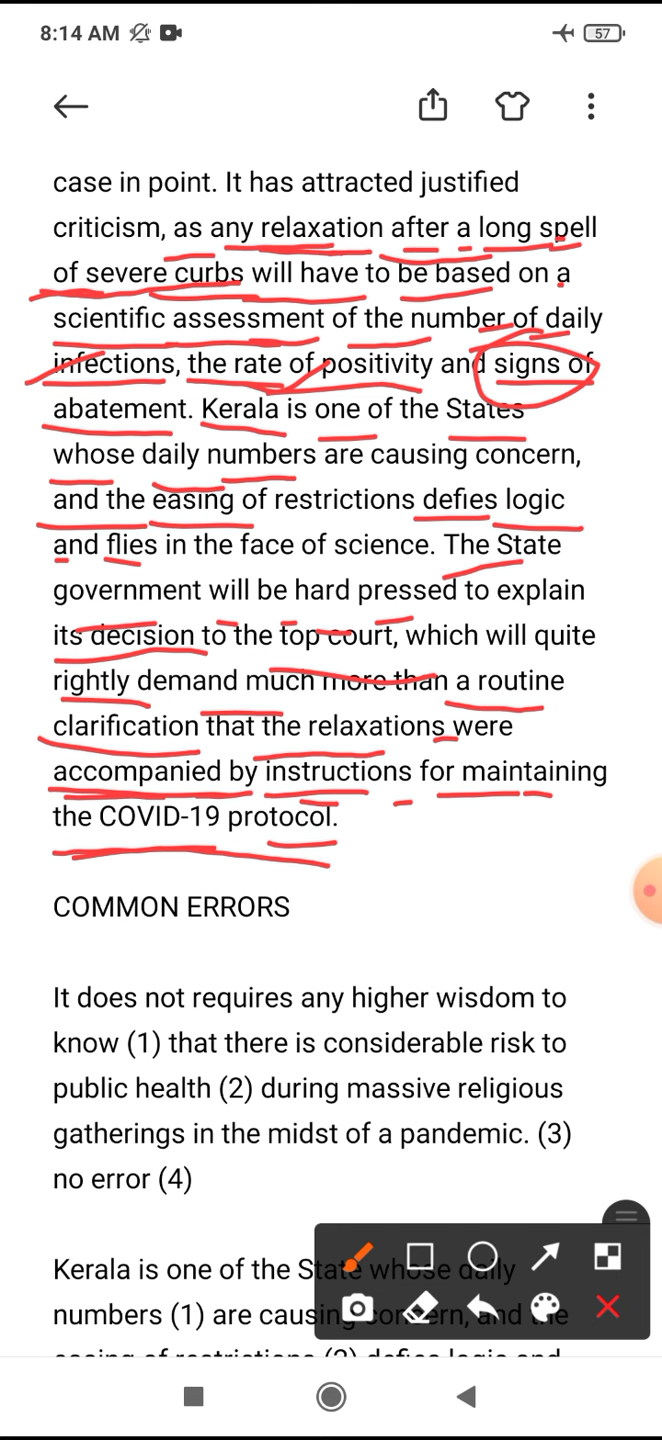 8:14 AM
57
case in point. It has attracted justified
criticism, as any relaxation after a long spell
of severe curbs will have to be based on a
scientific assessment of the number of daily
infections, the rate of positivity and signs of
abatement. Kerala is one of the States
whose daily numbers are causing concern,
and the easing of restrictions defies logic
and flies in the face of science. The State
government will be hard pressed to explain
its decision to the top court, which will quite
rightly demand much more than a routine
clarification that the relaxations were
accompanied by instructions for maintaining
the COVID-19 protocol.
COMMON ERRORS
It does not requires any higher wisdom to
know (1) that there is considerable risk to
public health (2) during massive religious
gatherings in the midst of a pandemic. (3)
no error (4)
Kerala is one of the State whose daily
numbers (1) are causing concern, and the
easing of restrictions (2) defies logic and